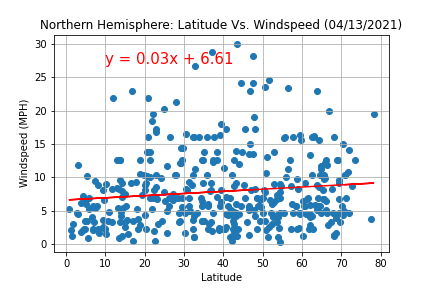 Northern Hemisphere: Latitude Vs. Windspeed (04/13/2021)
30
y = 0.03x + 6.61
25
20
15
10
5
0
Windspeed (MPH)
0 10 20 30 40 50 60 70 80
Latitude